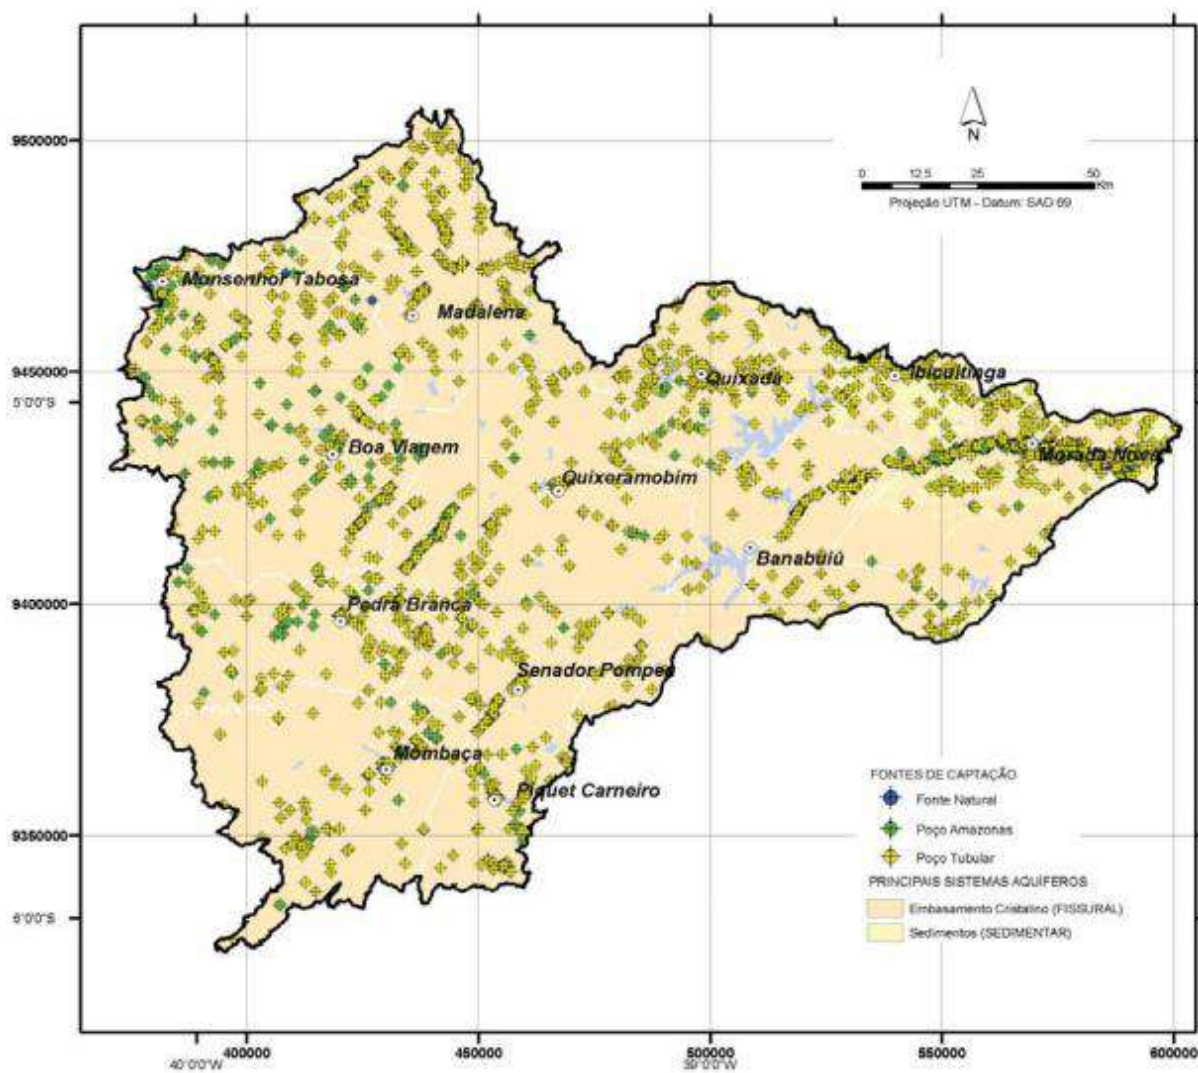 N
0 12,5 25 50
Km
Projeção UTM - Datum: SAD 69
9500000
Monsenhor Tabosa
Madalena
9450000
Quixadá
Ibicuitinga
5°0'0"S
Boa Viagem
Morada Nova
Quixeramobim
Banabuiú
9400000
Pedra Branca
Senador Pompeu
Mombaça
Piquet Carneiro
FONTES DE CAPTAÇÃO
Fonte Natural
Poço Amazonas
Poço Tubular
9350000
PRINCIPAIS SISTEMAS AQUÍFEROS
Embasamento Cristalino (FISSURAL)
Sedimentos (SEDIMENTAR)
6°0'0"S
400000 450000 500000 550000 600000
40°0'0"W 39°0'0"W